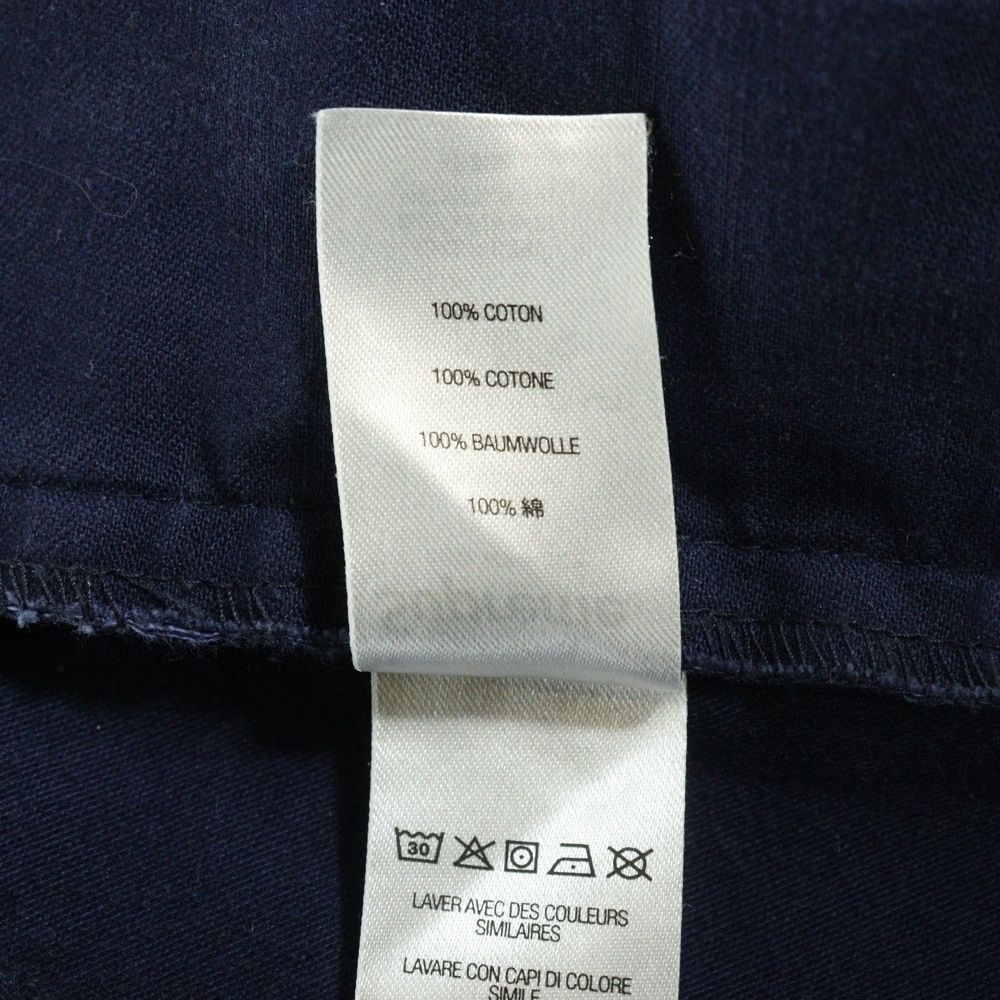 100% COTON
100% COTONE
100% BAUMWOLLE
100% 綿
30
LAVER AVEC DES COULEURS
SIMILAIRES
LAVARE CON CAPI DI COLORE
SIMILE